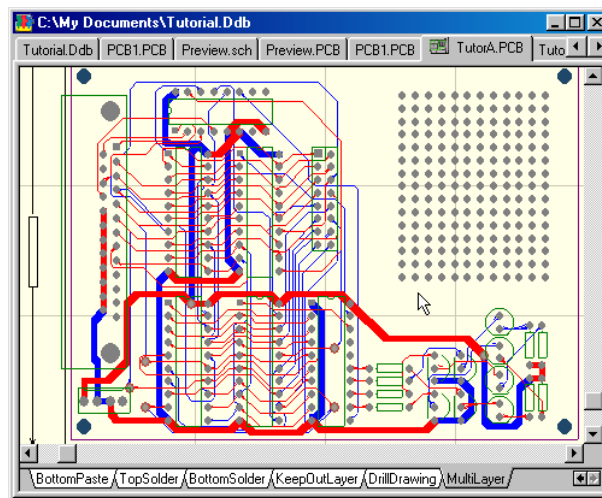 C:\My Documents\Tutorial.Ddb
Tutorial.Ddb PCB1.PCB Preview.sch Preview.PCB PCB1.PCB TutorA.PCB Tuto
BottomPaste TopSolder BottomSolder KeepOutLayer DrillDrawing MultiLayer